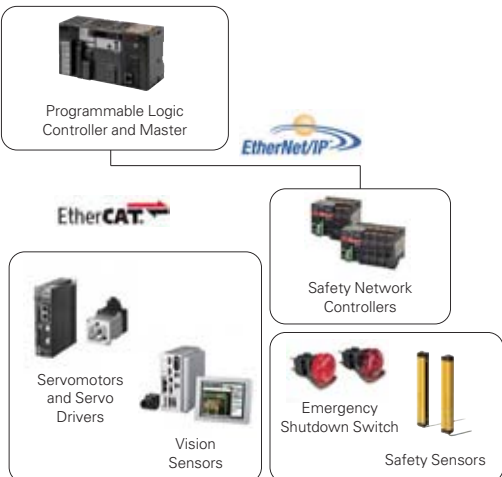 Programmable Logic
Controller and Master
EtherNet/IP
EtherCAT
Safety Network
Controllers
Servomotors
and Servo
Drivers
Vision
Sensors
Emergency
Shutdown Switch
Safety Sensors